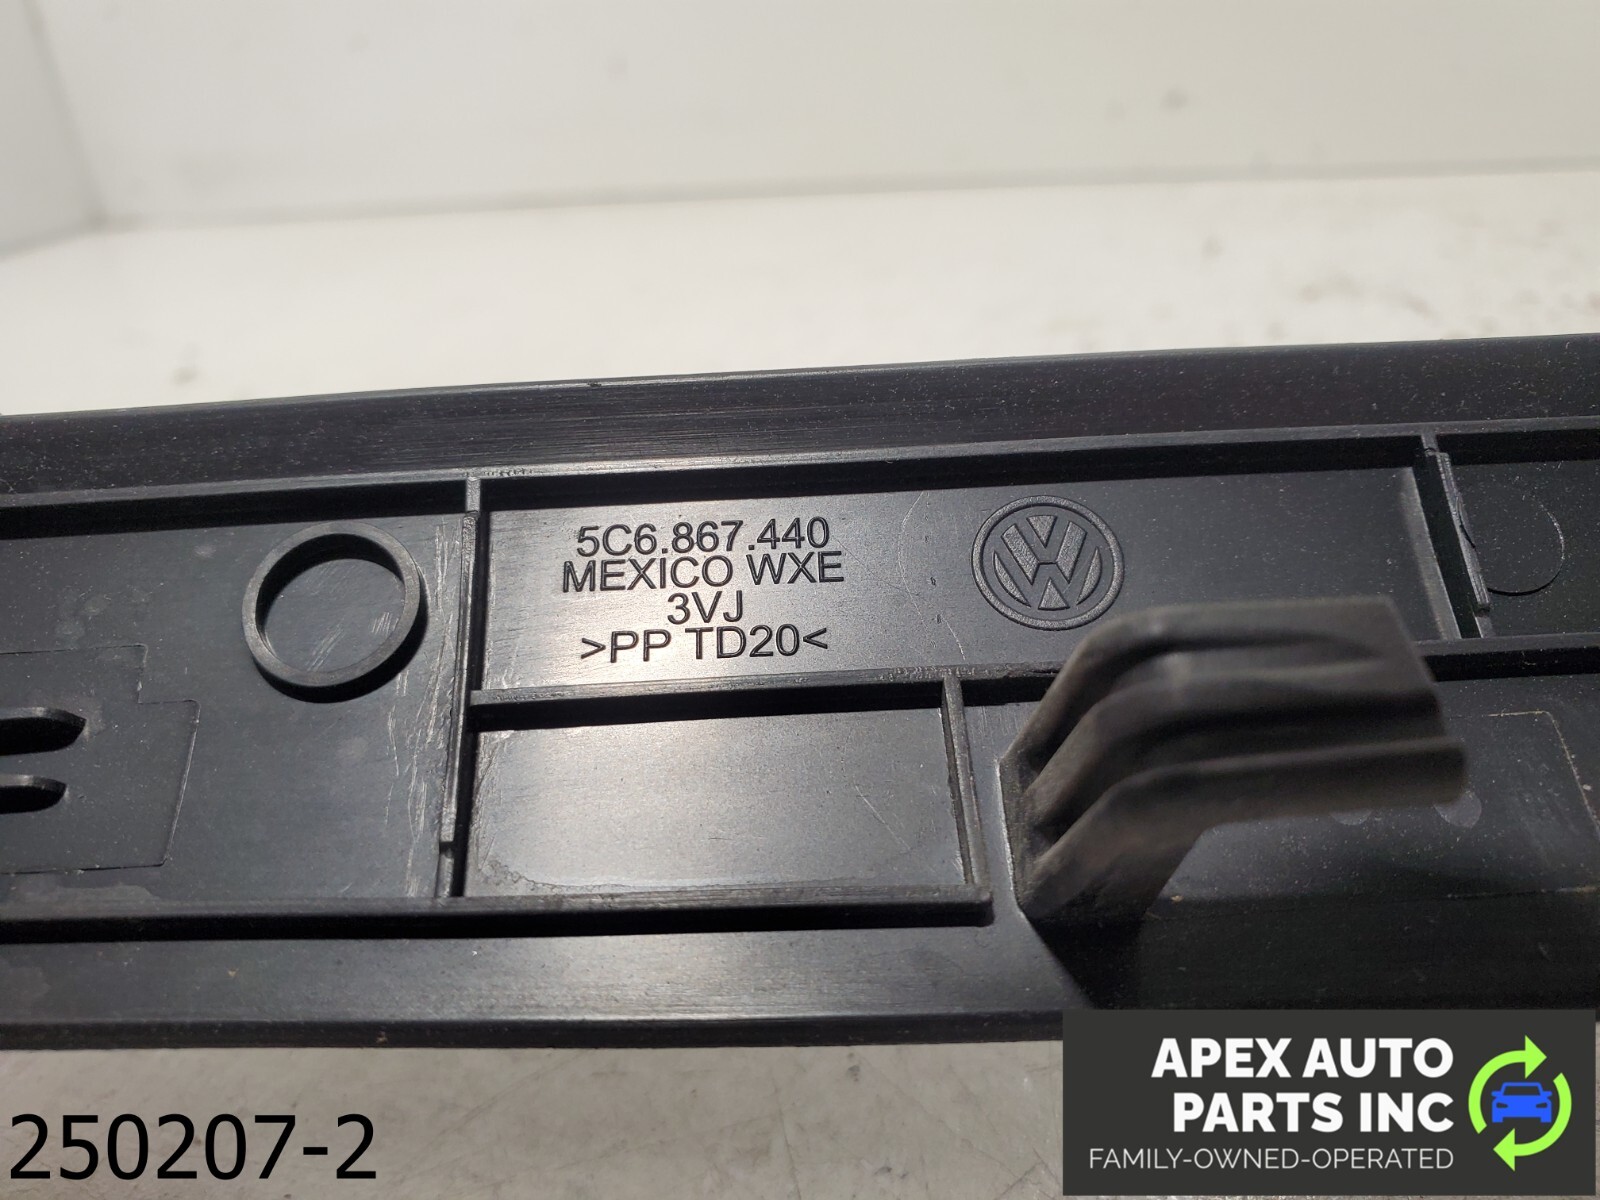 5C6.867.440
MEXICO WXE
3VJ
>PP TD20<
250207-2
APEX AUTO
PARTS INC
FAMILY-OWNED-OPERATED